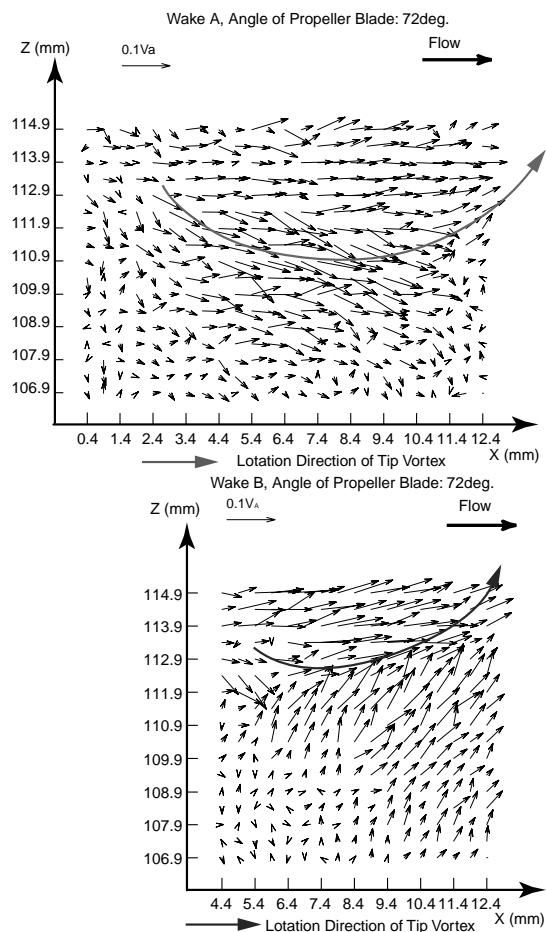 Wake A, Angle of Propeller Blade: 72deg.
Z (mm)
0.1Va
Flow
114.9
113.9
112.9
111.9
110.9
109.9
108.9
107.9
106.9
0.4 1.4 2.4 3.4 4.4 5.4 6.4 7.4 8.4 9.4 10.4 11.4 12.4
X (mm)
Lotation Direction of Tip Vortex
Wake B, Angle of Propeller Blade: 72deg.
Z (mm)
0.1VA
Flow
114.9
113.9
112.9
111.9
110.9
109.9
108.9
107.9
106.9
4.4 5.4 6.4 7.4 8.4 9.4 10.4 11.4 12.4
X (mm)
Lotation Direction of Tip Vortex